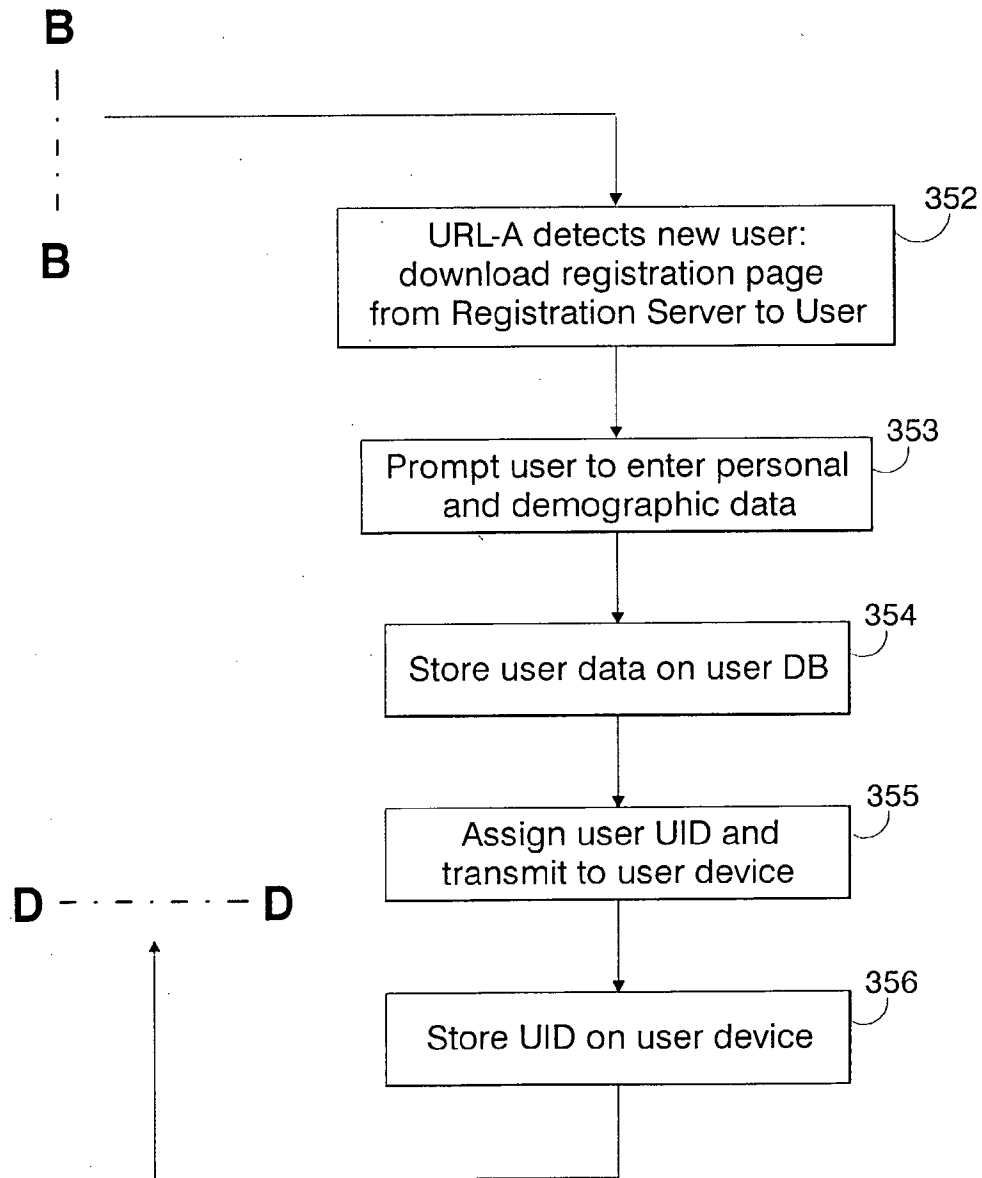 B
B
352
URL-A detects new user:
download registration page
from Registration Server to User
353
Prompt user to enter personal
and demographic data
354
Store user data on user DB
355
Assign user UID and
transmit to user device
D D
356
Store UID on user device